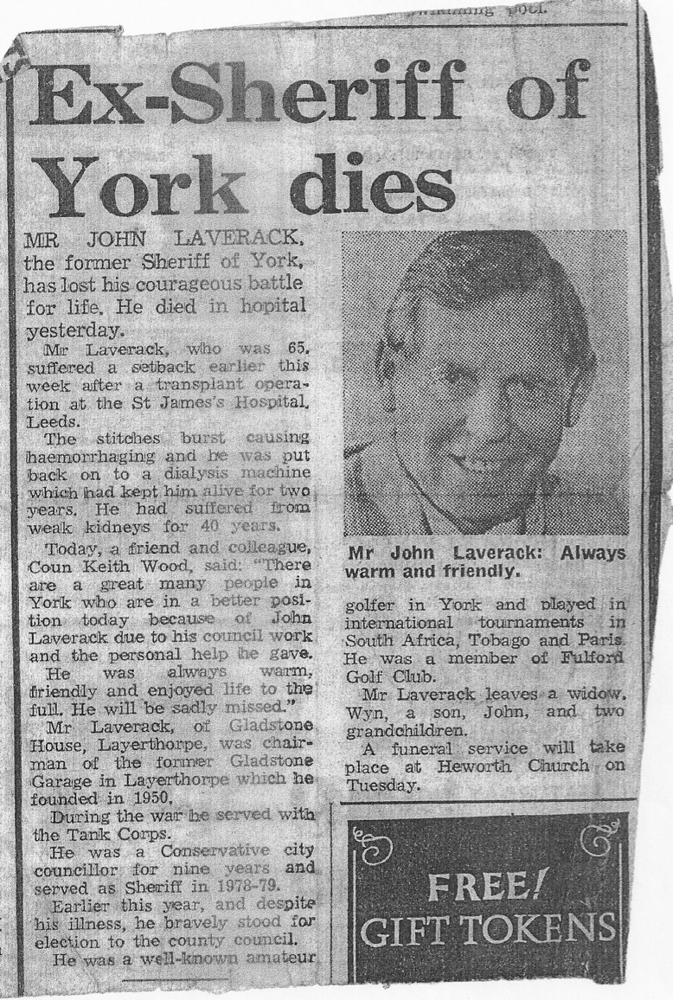 swimming pool.
Ex-Sheriff of
York dies
MR JOHN LAVERACK,
the former Sheriff of York,
has lost his courageous battle
for life. He died in hopital
yesterday.
Mr Laverack, who was 65,
suffered a setback earlier this
week after a transplant opera-
tion at the St James's Hospital,
Leeds.
The stitches burst causing
haemorrhaging and he was put
back on to a dialysis machine
which had kept him alive for two
years. He had suffered from
weak kidneys for 40 years.
Today, a friend and colleague,
Coun Keith Wood, said: "There
are a great many people in
York who are in a better posi-
tion today because of John
Laverack due to his council work
and the personal help he gave.
He was always warm,
friendly and enjoyed life to the
full. He will be sadly missed."
Mr Laverack, of Gladstone
House, Layerthorpe, was chair-
man of the former Gladstone
Garage in Layerthorpe which he
founded in 1950.
During the war he served with
the Tank Corps.
He was a Conservative city
councillor for nine years and
served as Sheriff in 1978-79.
Earlier this year, and despite
his illness, he bravely stood for
election to the county council.
He was a well-known amateur
Mr John Laverack: Always
warm and friendly.
golfer in York and played in
international tournaments in
South Africa, Tobago and Paris.
He was a member of Fulford
Golf Club.
Mr Laverack leaves a widow,
Wyn, a son, John, and two
grandchildren.
A funeral service will take
place at Heworth Church on
Tuesday.
FREE!
GIFT TOKENS